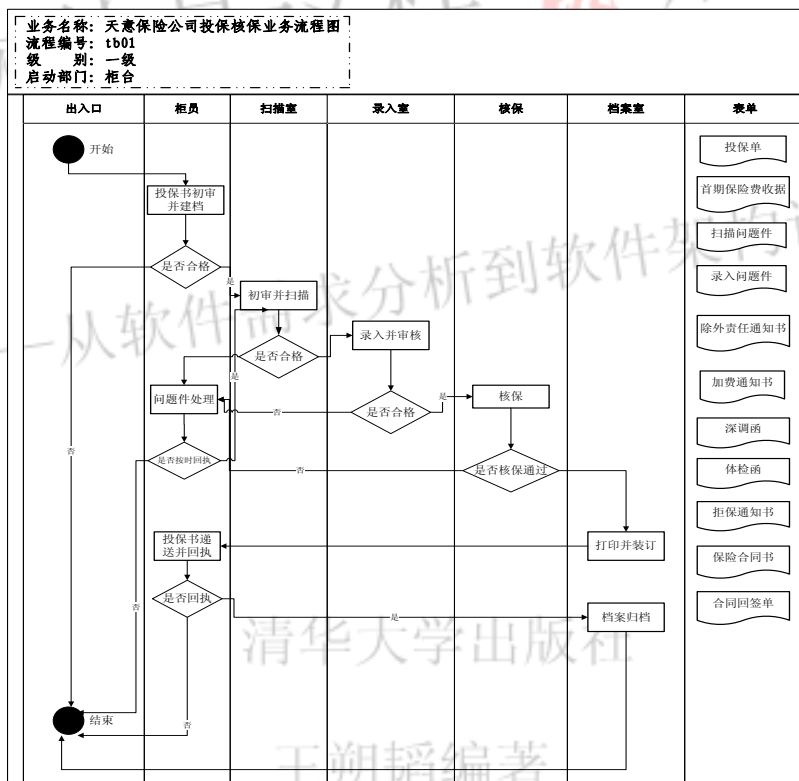 业务名称: 天意保险公司投保核保业务流程图
流程编号: tb01
级 别: 一级
启动部门: 柜台
出入口
柜员
扫描室
录入室
核保
档案室
表单
开始
投保单
投保书初审
并建档
首期保险费收据
扫描问题件
是否合格
是
初审并扫描
录入问题件
录入并审核
除外责任通知书
是否合格
是
问题件处理
否
是否合格
是
核保
加费通知书
深调函
否
是否按时回执
否
是否核保通过
体检函
拒保通知书
投保书递
送并回执
打印并装订
保险合同书
是否回执
否
是
档案归档
合同回签单
结束
否
——从软件需求分析到软件架构
清华大学出版社
王朔韬编著